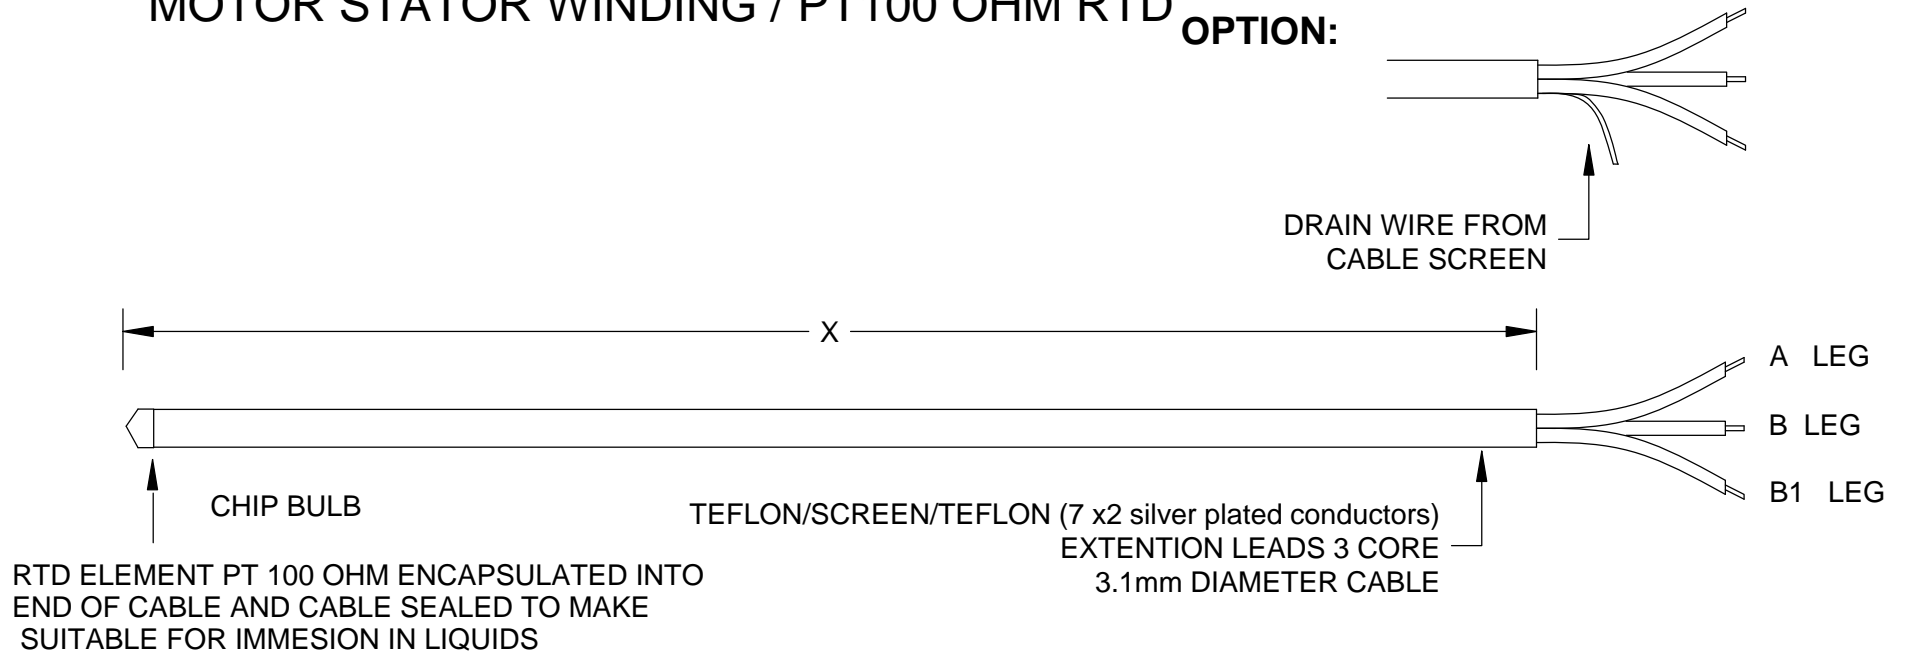 MOTOR STATOR WINDING / PT100 OHM RTD
OPTION:
DRAIN WIRE FROM
CABLE SCREEN
X
A LEG
B LEG
B1 LEG
CHIP BULB
TEFLON/SCREEN/TEFLON (7 x2 silver plated conductors)
EXTENTION LEADS 3 CORE
3.1mm DIAMETER CABLE
RTD ELEMENT PT 100 OHM ENCAPSULATED INTO
END OF CABLE AND CABLE SEALED TO MAKE
SUITABLE FOR IMMESION IN LIQUIDS